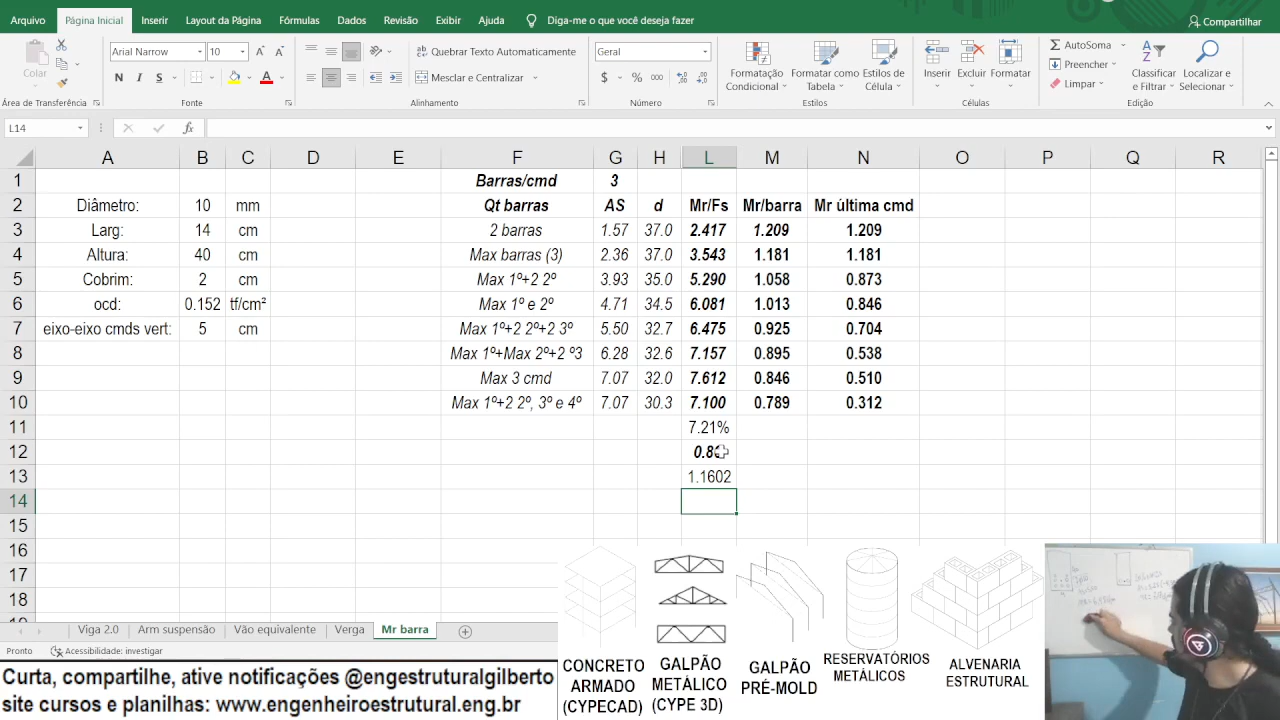 Arquivo Página Inicial Inserir Layout da Página Fórmulas Dados Revisão Exibir Ajuda Diga-me o que você deseja fazer Compartilhar
Colar Arial Narrow 10 Quebrar Texto Automaticamente Geral Formatação Condicional Formatar como Tabela Estilos de Célula Inserir Excluir Formatar AutoSoma Preencher Limpar Classificar e Filtrar Localizar e Selecionar
N I S Mesclar e Centralizar $ % 000
Área de Transferência Fonte Alinhamento Número Estilos Células Edição
L14 fx
A B C D E F G H L M N O P Q R
1 Barras/cmd 3
2 Diâmetro: 10 mm Qt barras AS d Mr/Fs Mr/barra Mr última cmd
3 Larg: 14 cm 2 barras 1.57 37.0 2.417 1.209 1.209
4 Altura: 40 cm Max barras (3) 2.36 37.0 3.543 1.181 1.181
5 Cobrim: 2 cm Max 1º+2 2º 3.93 35.0 5.290 1.058 0.873
6 σcd: 0.152 tf/cm² Max 1º e 2º 4.71 34.5 6.081 1.013 0.846
7 eixo-eixo cmds vert: 5 cm Max 1º+2 2º+2 3º 5.50 32.7 6.475 0.925 0.704
8 Max 1º+Max 2º+2 º3 6.28 32.6 7.157 0.895 0.538
9 Max 3 cmd 7.07 32.0 7.612 0.846 0.510
10 Max 1º+2 2º, 3º e 4º 7.07 30.3 7.100 0.789 0.312
11 7.21%
12
13 1.1602
14
15
16
17
18
Viga 2.0 Arm suspensão Vão equivalente Verga Mr barra
Pronto Acessibilidade: investigar
CONCRETO ARMADO (CYPECAD)
GALPÃO METÁLICO (CYPE 3D)
GALPÃO PRÉ-MOLD
RESERVATÓRIOS METÁLICOS
ALVENARIA ESTRUTURAL
Curta, compartilhe, ative notificações @engestruturalgilberto
site cursos e planilhas: www.engenheiroestrutural.eng.br